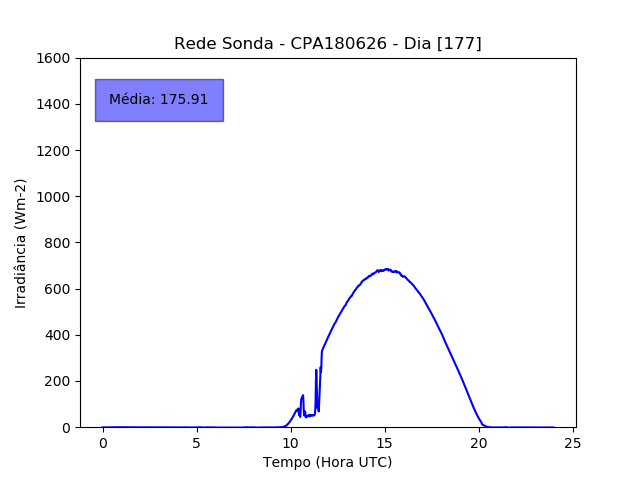 Rede Sonda - CPA180626 - Dia [177]
1600
1400
1200
1000
800
600
400
200
0
Média: 175.91
Irradiância (Wm-2)
0 5 10 15 20 25
Tempo (Hora UTC)